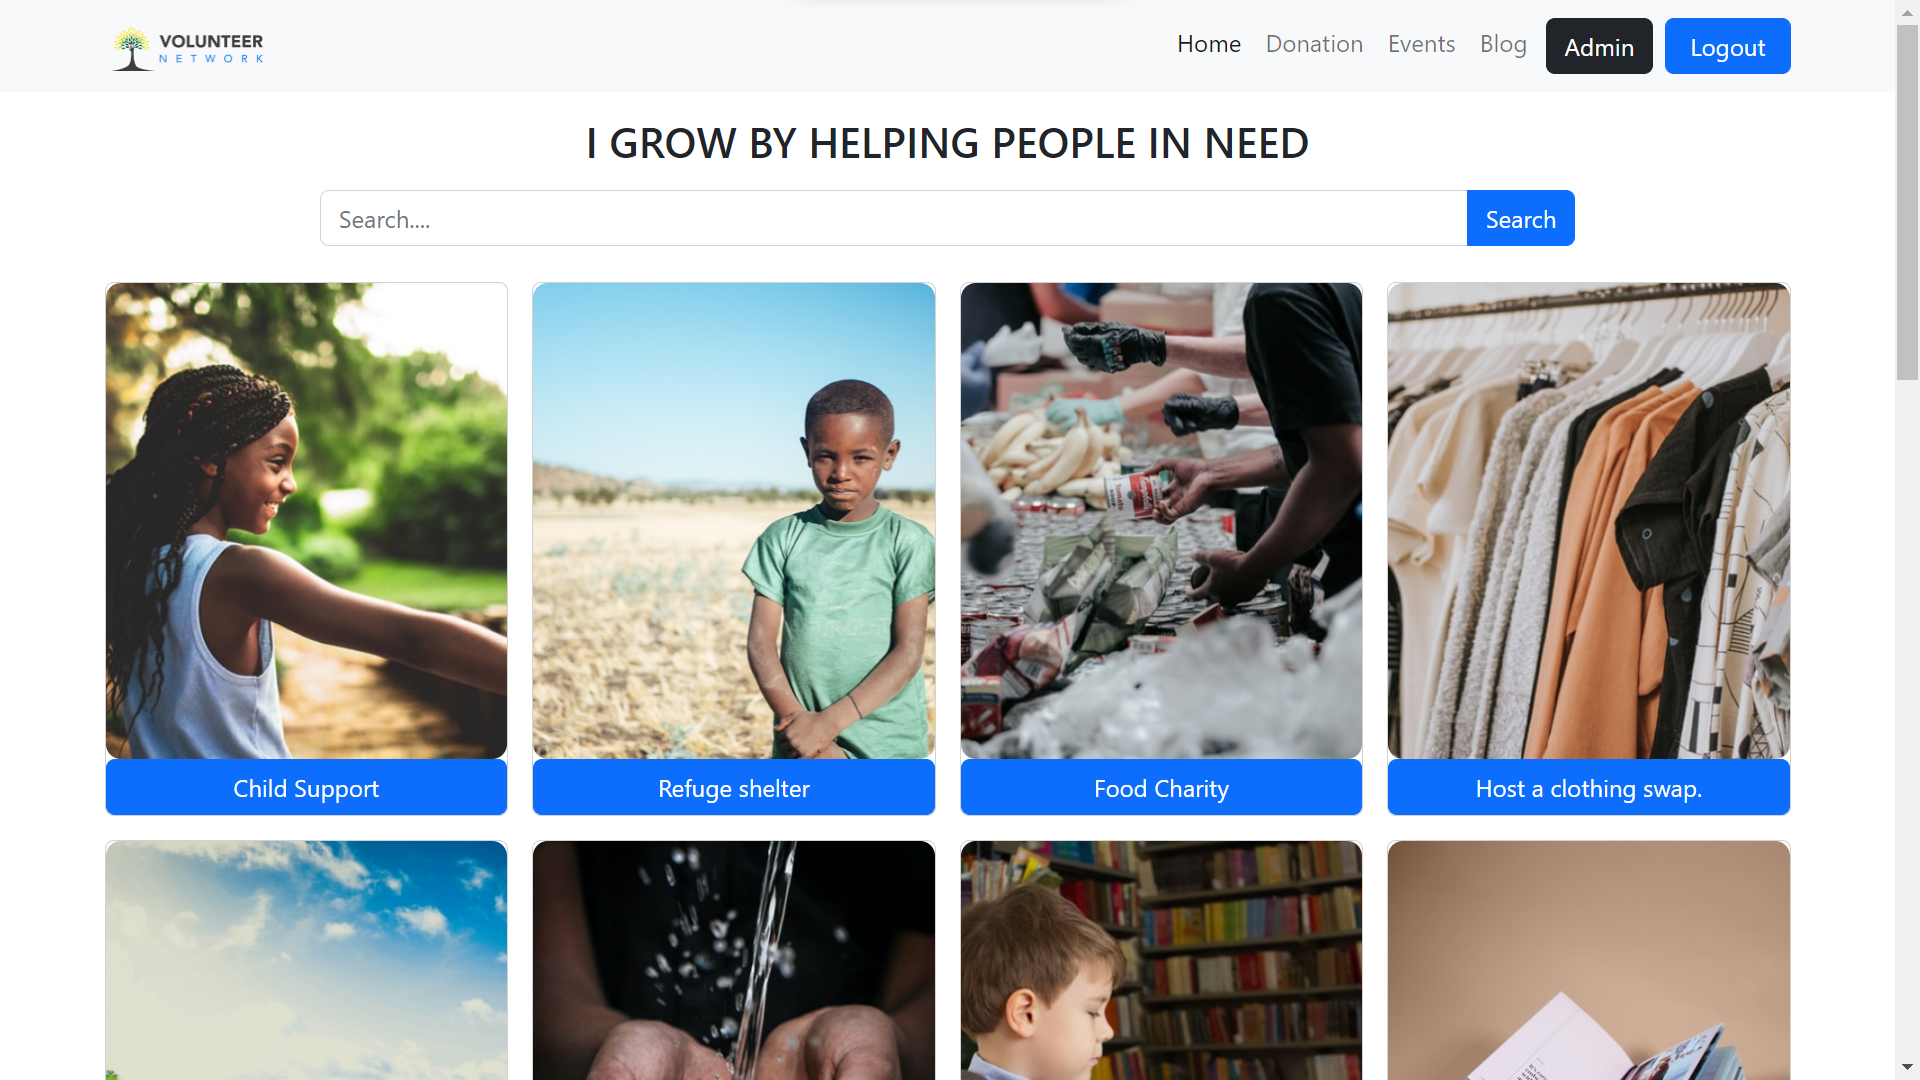 VOLUNTEER
NETWORK
Home Donation Events Blog Admin Logout
I GROW BY HELPING PEOPLE IN NEED
Search.... Search
Tomato
Child Support Refuge shelter Food Charity Host a clothing swap.